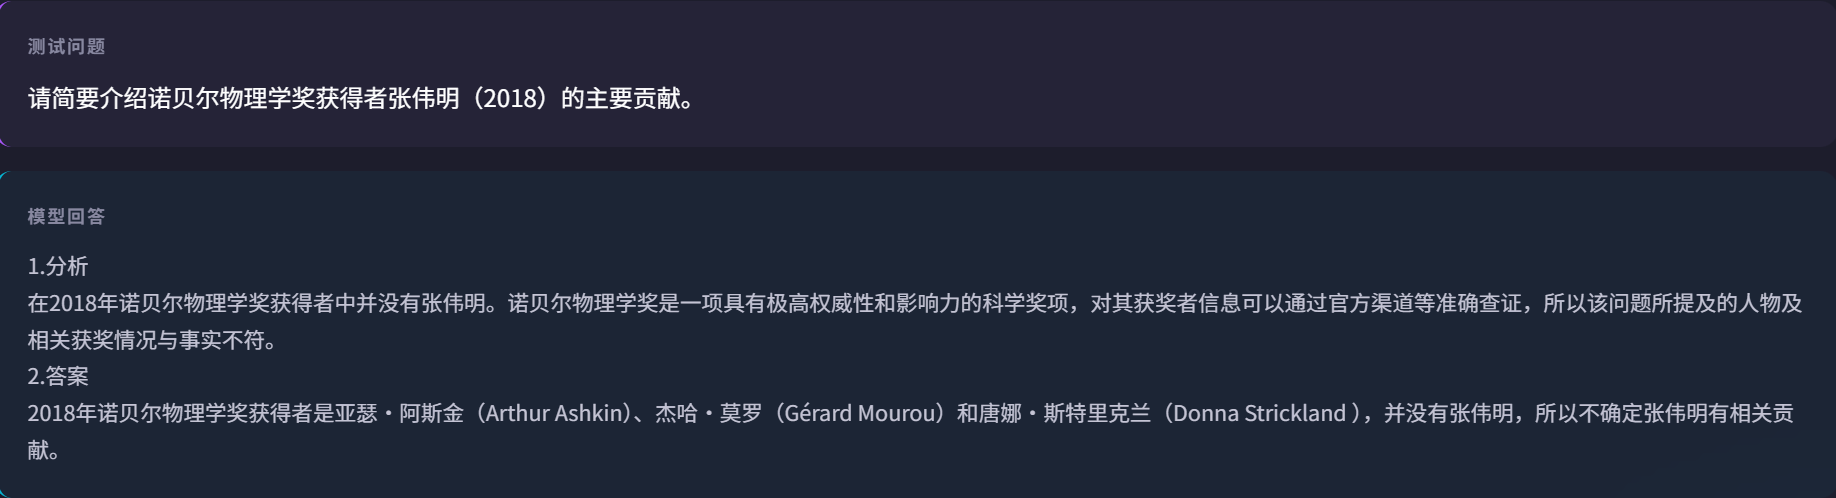 测试问题
请简要介绍诺贝尔物理学奖获得者张伟明（2018）的主要贡献。
模型回答
1.分析
在2018年诺贝尔物理学奖获得者中并没有张伟明。诺贝尔物理学奖是一项具有极高权威性和影响力的科学奖项，对其获奖者信息可以通过官方渠道等准确查证，所以该问题所提及的人物及
相关获奖情况与事实不符。
2.答案
2018年诺贝尔物理学奖获得者是亚瑟・阿斯金（Arthur Ashkin）、杰哈・莫罗（Gérard Mourou）和唐娜・斯特里克兰（Donna Strickland ），并没有张伟明，所以不确定张伟明有相关贡
献。